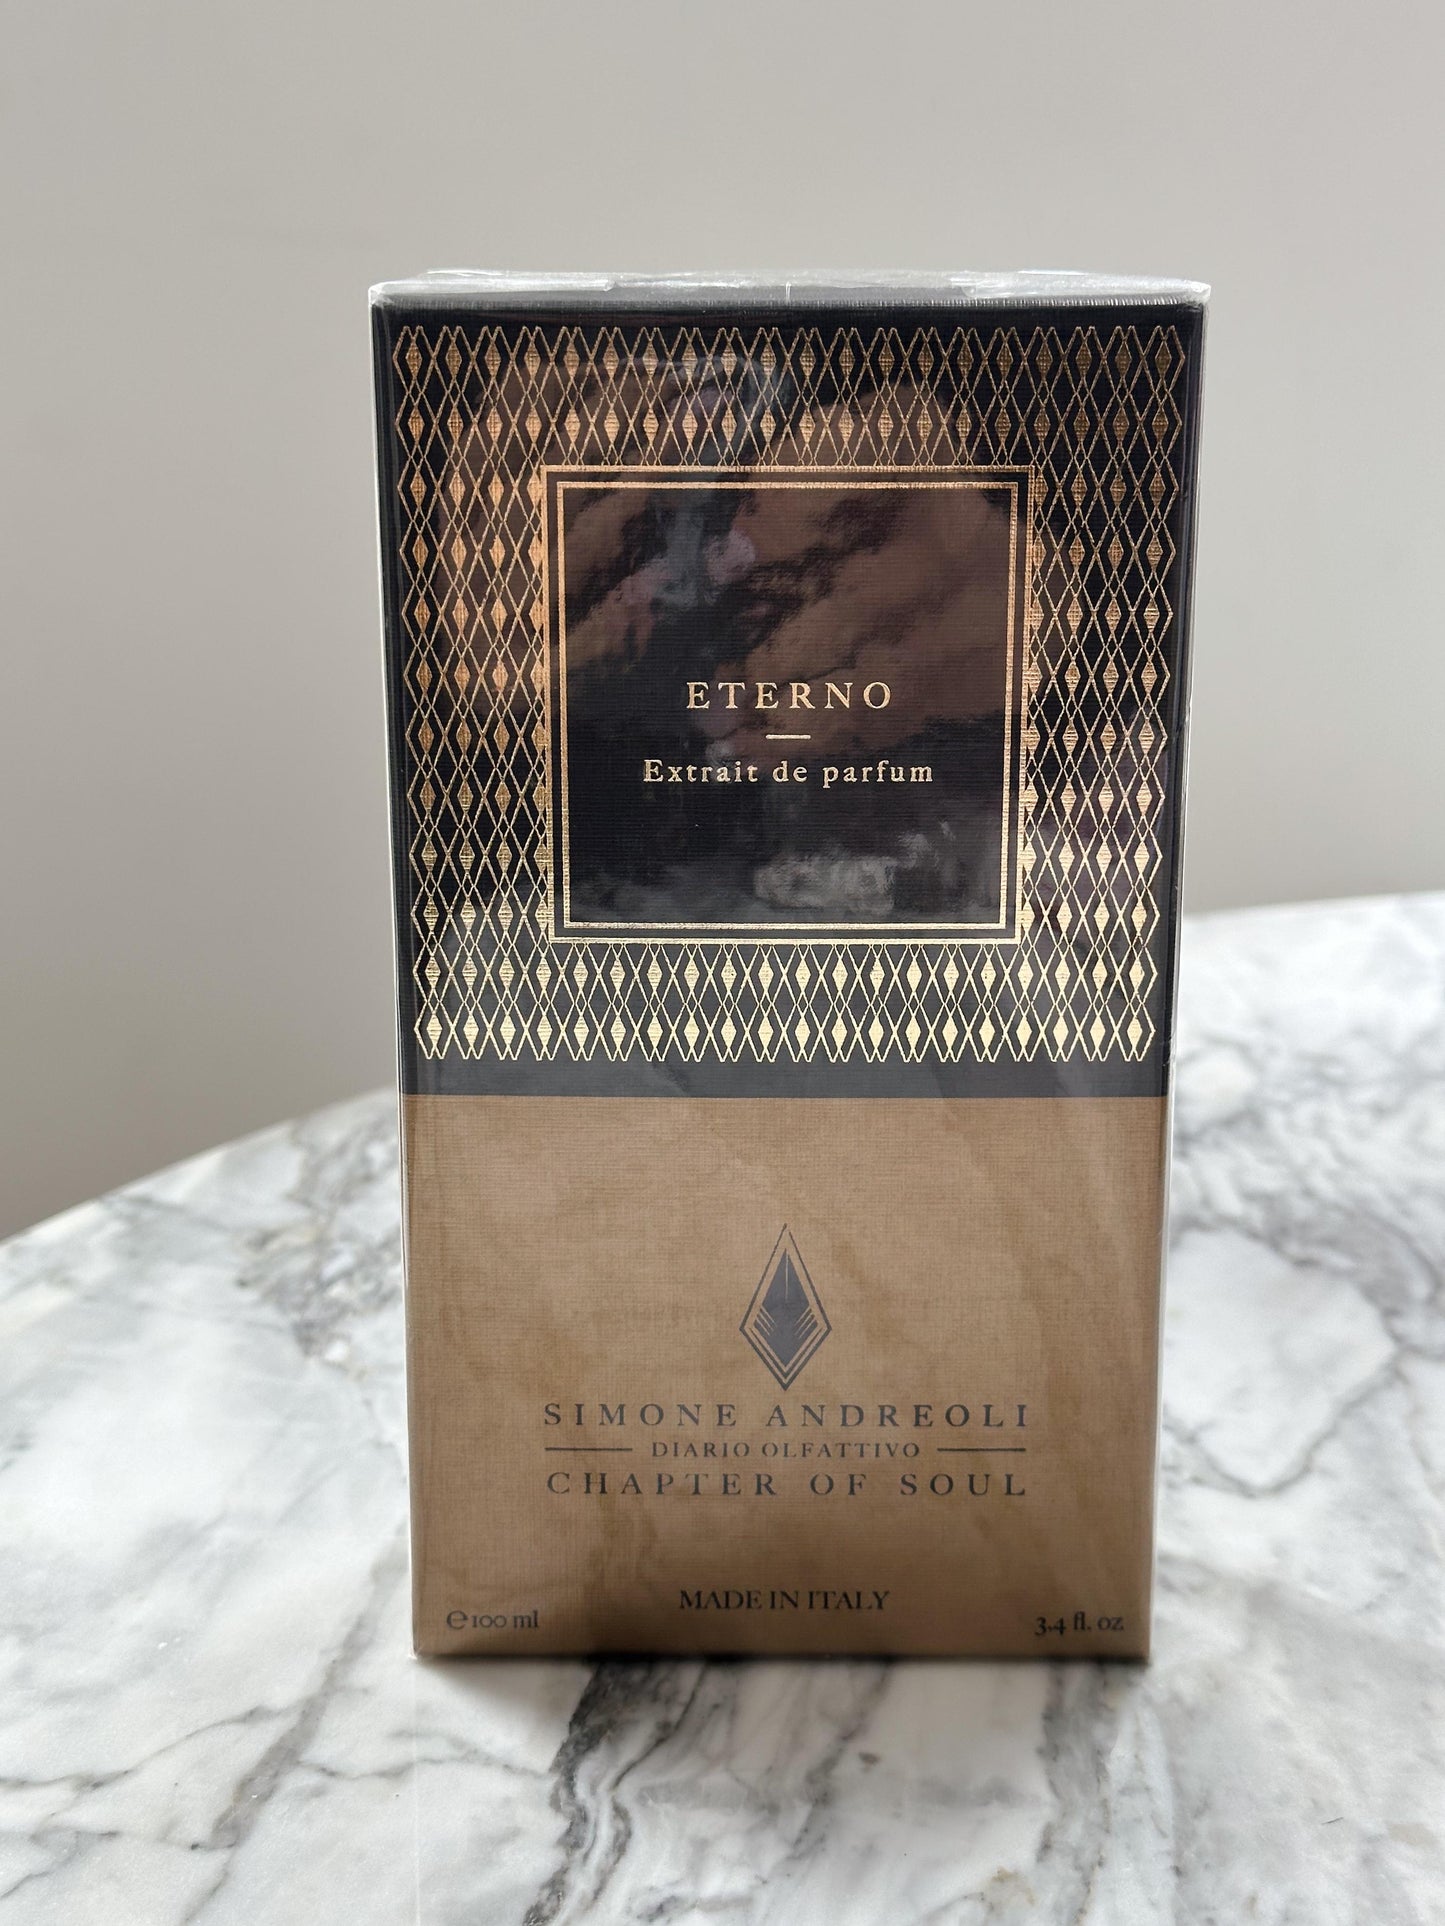 ETERNO
Extrait de parfum
SIMONE ANDREOLI
DIARIO OLFATTIVO
CHAPTER OF SOUL
MADE IN ITALY
℮100 ml
3.4 fl. oz